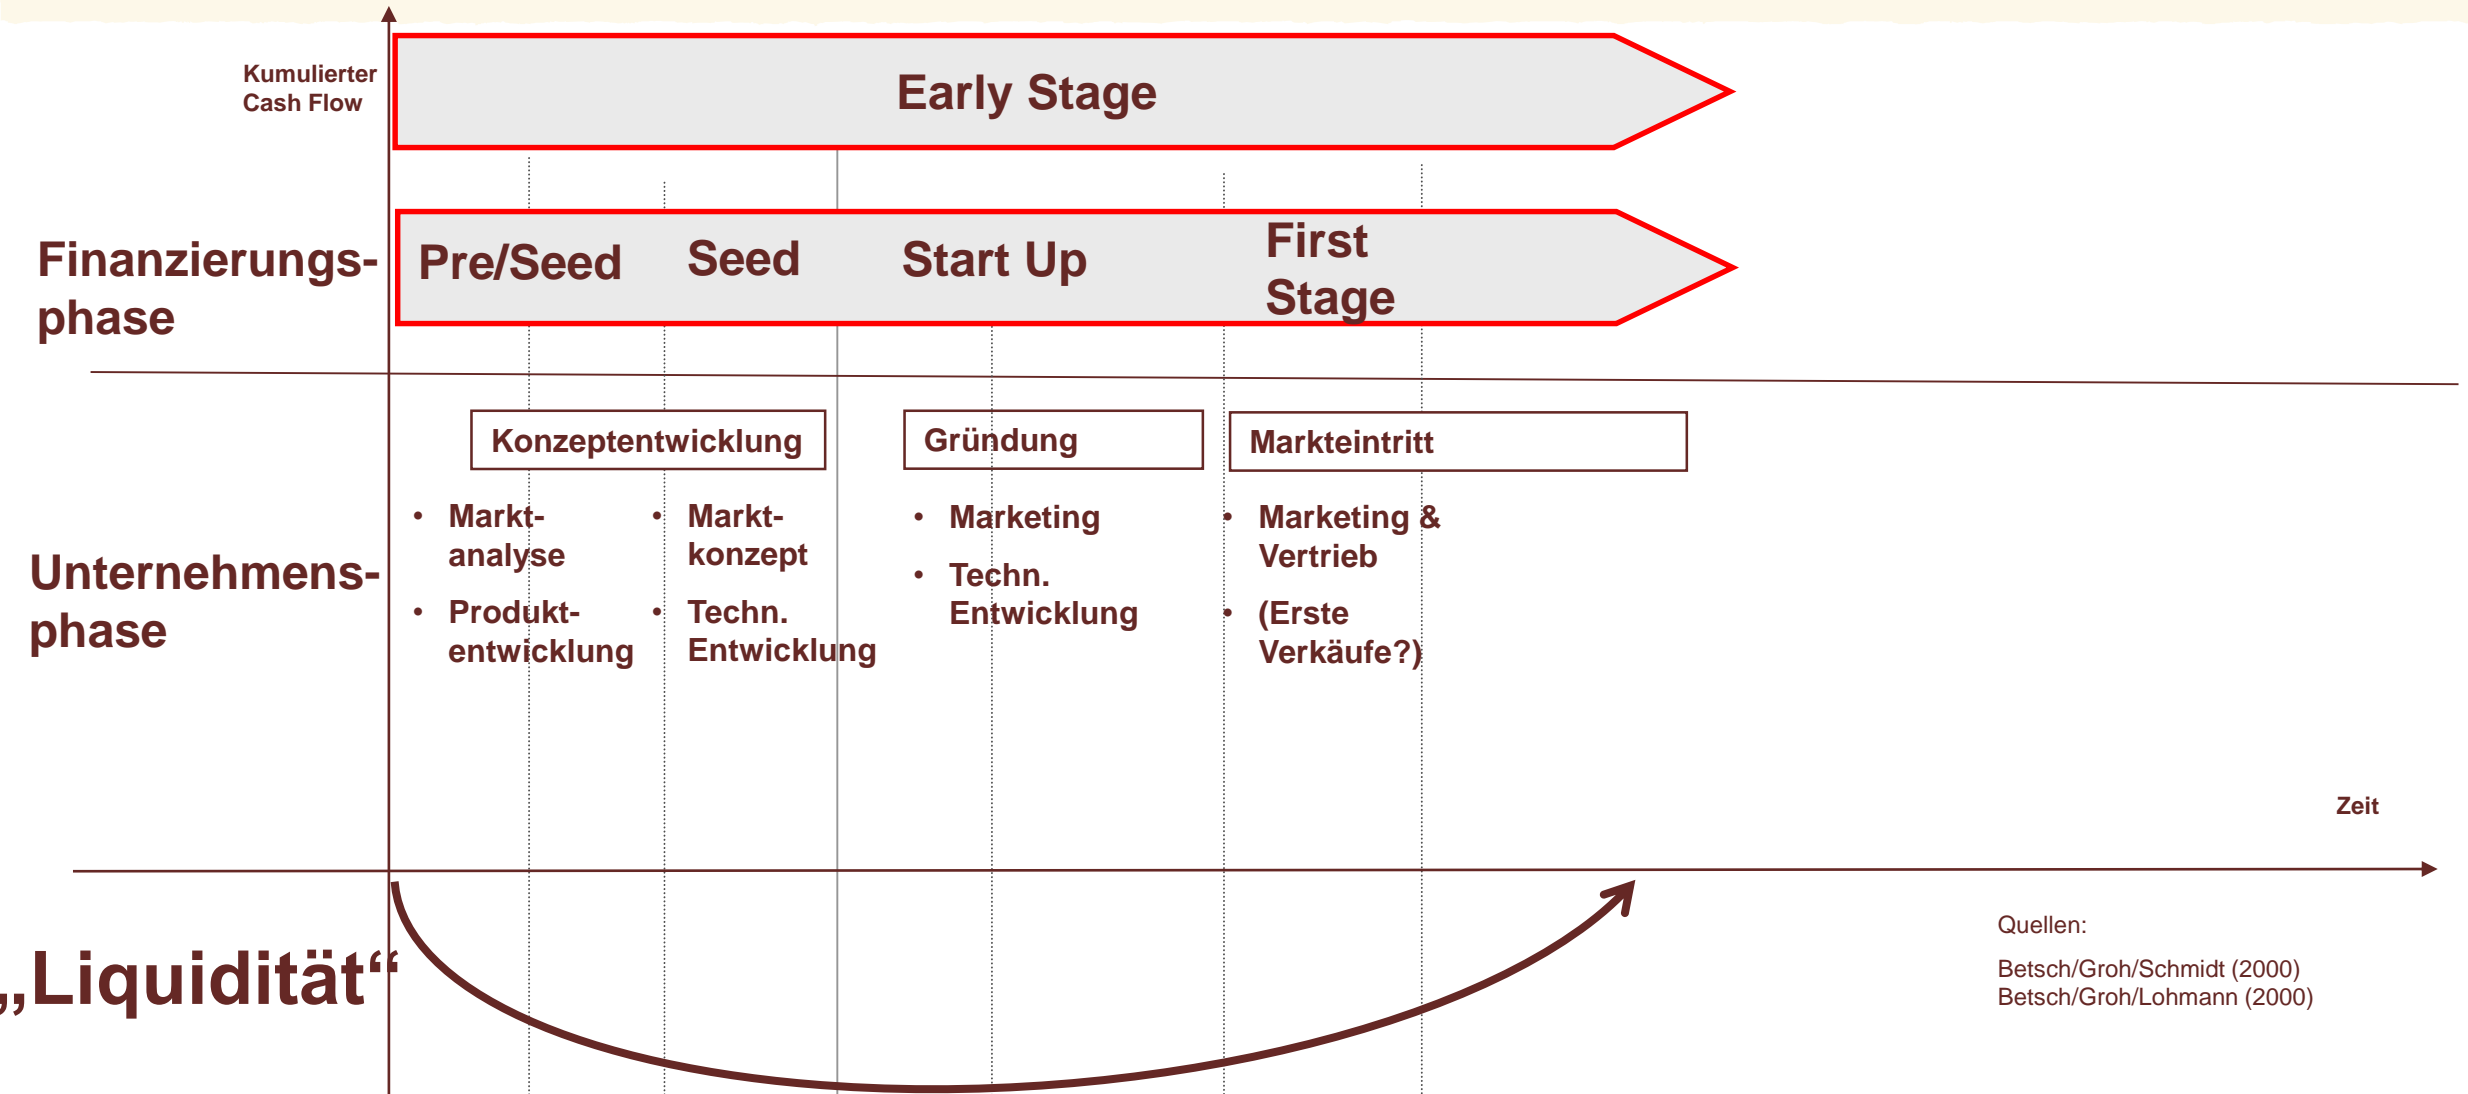 Kumulierter
Cash Flow
Early Stage
Finanzierungs-
phase
Pre/Seed
Seed
Start Up
First
Stage
Konzeptentwicklung
Gründung
Markteintritt
Unternehmens-
phase
• Markt-
analyse
• Produkt-
entwicklung
• Markt-
konzept
• Techn.
Entwicklung
• Marketing
• Techn.
Entwicklung
• Marketing &
Vertrieb
• (Erste
Verkäufe?)
Zeit
„Liquidität“
Quellen:
Betsch/Groh/Schmidt (2000)
Betsch/Groh/Lohmann (2000)